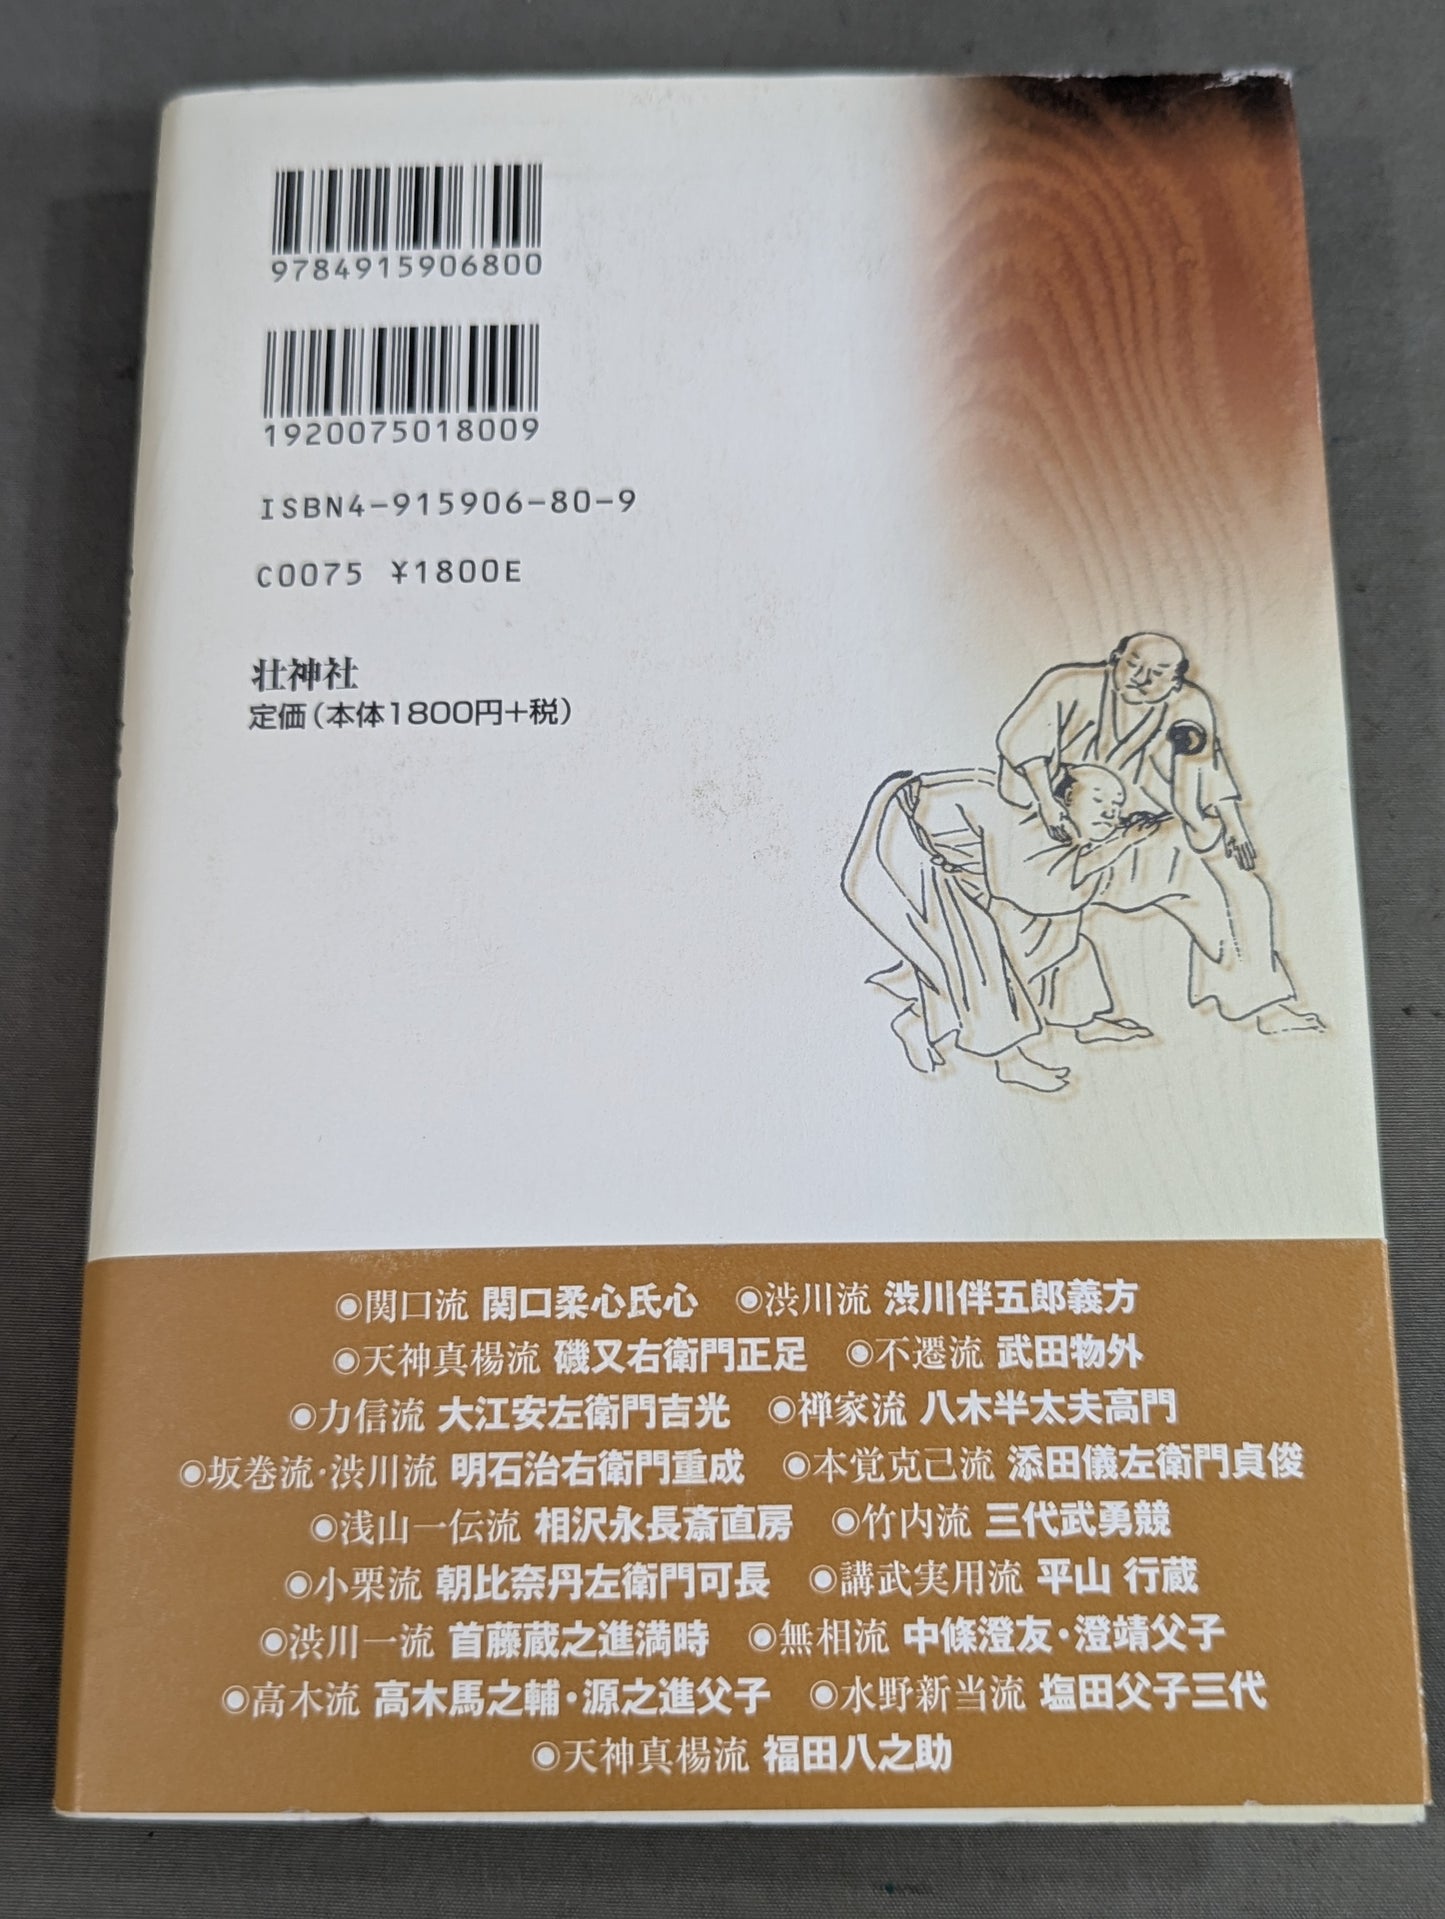 9784915906800
1920075018009
ISBN4-915906-80-9
C0075 ¥1800E
壮神社
定価(本体1800円+税)
◉関口流 関口柔心氏心 ◉渋川流 渋川伴五郎義方
◉天神真楊流 磯又右衛門正足 ◉不遷流 武田物外
◉力信流 大江安左衛門吉光 ◉禅家流 八木半太夫高門
◉坂巻流・渋川流 明石治右衛門重成 ◉本覚克己流 添田儀左衛門貞俊
◉浅山一伝流 相沢永長斎直房 ◉竹内流 三代武勇競
◉小栗流 朝比奈丹左衛門可長 ◉講武実用流 平山 行蔵
◉渋川一流 首藤蔵之進満時 ◉無相流 中條澄友・澄靖父子
◉高木流 高木馬之輔・源之進父子 ◉水野新当流 塩田父子三代
◉天神真楊流 福田八之助